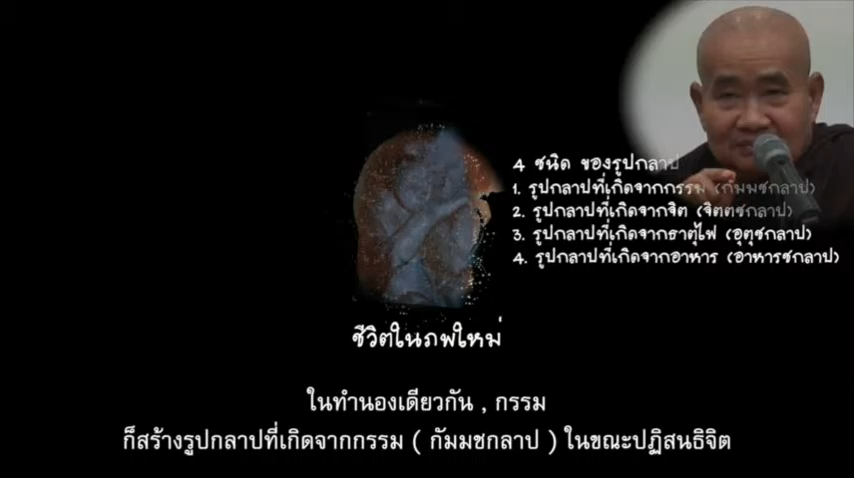 4 ชนิด ของรูปกลาป
1. รูปกลาปที่เกิดจากกรรม (กัมมชกลาป)
2. รูปกลาปที่เกิดจากจิต (จิตตชกลาป)
3. รูปกลาปที่เกิดจากธาตุไฟ (อุตุชกลาป)
4. รูปกลาปที่เกิดจากอาหาร (อาหารชกลาป)
ชีวิตในภพใหม่
ในทำนองเดียวกัน , กรรม
ก็สร้างรูปกลาปที่เกิดจากกรรม ( กัมมชกลาป ) ในขณะปฏิสนธิจิต